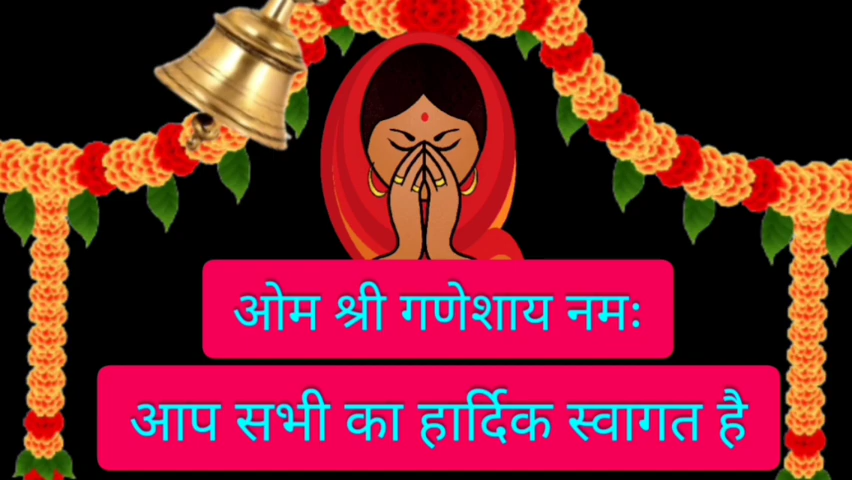 ओम श्री गणेशाय नमः
आप सभी का हार्दिक स्वागत है